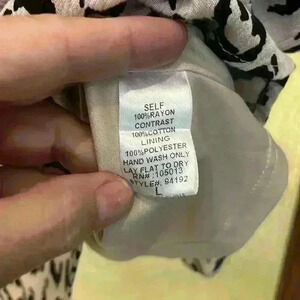 SELF
100%RAYON
CONTRAST
100%COTTON
LINING
100%POLYESTER
HAND WASH ONLY
LAY FLAT TO DRY
RN#: 105013
STYLE#: 94192
L